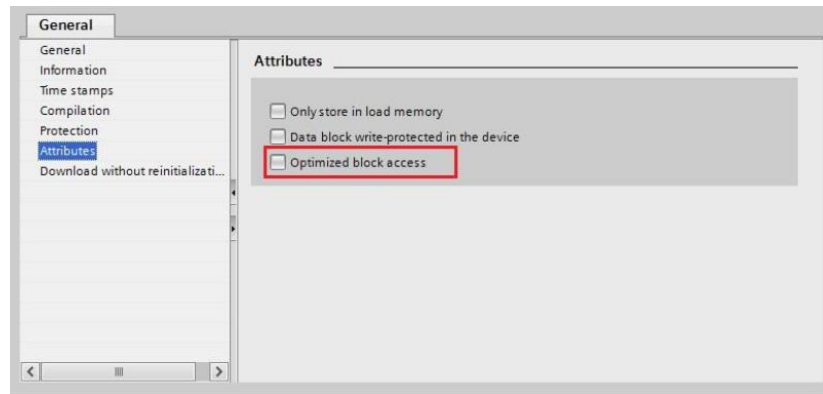 General
General
Information
Time stamps
Compilation
Protection
Attributes
Download without reinitializati...
Attributes
Only store in load memory
Data block write-protected in the device
Optimized block access